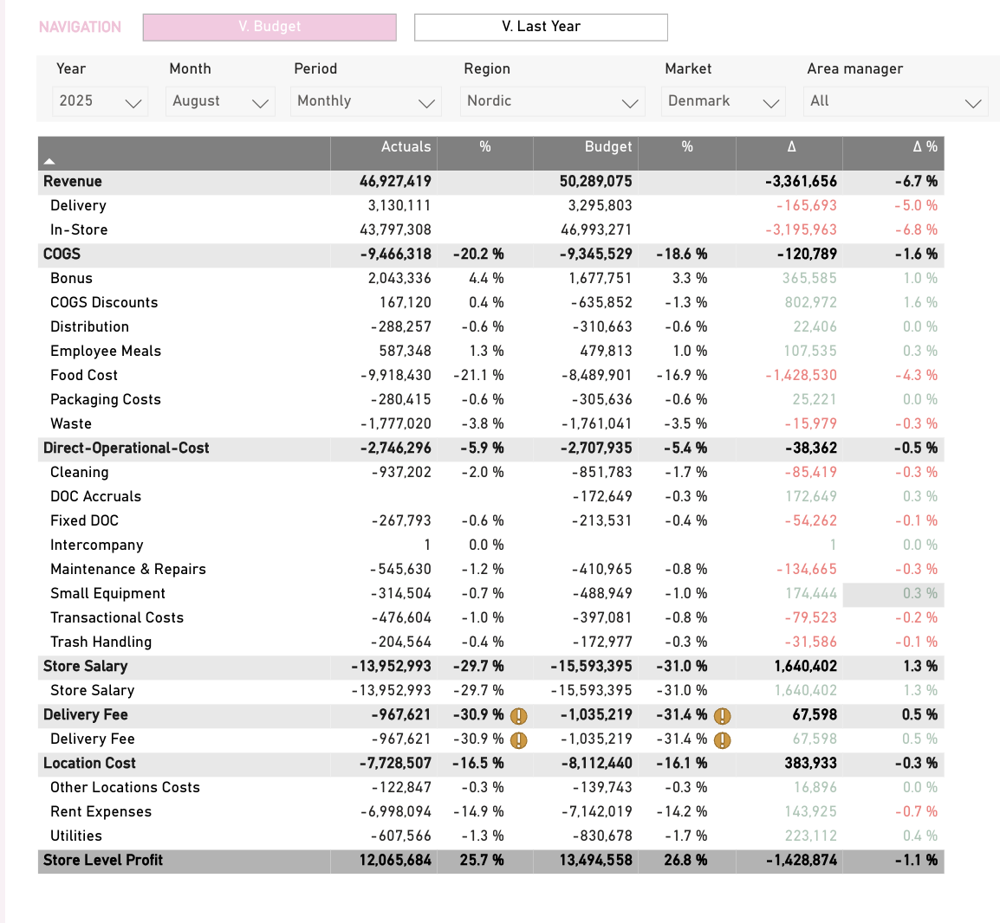 NAVIGATION V. Budget V. Last Year
Year Month Period Region Market Area manager
2025 August Monthly Nordic Denmark All
Actuals % Budget % Δ Δ %
Revenue 46,927,419 50,289,075 -3,361,656 -6.7 %
Delivery 3,130,111 3,295,803 -165,693 -5.0 %
In-Store 43,797,308 46,993,271 -3,195,963 -6.8 %
COGS -9,466,318 -20.2 % -9,345,529 -18.6 % -120,789 -1.6 %
Bonus 2,043,336 4.4 % 1,677,751 3.3 % 365,585 1.0 %
COGS Discounts 167,120 0.4 % -635,852 -1.3 % 802,972 1.6 %
Distribution -288,257 -0.6 % -310,663 -0.6 % 22,406 0.0 %
Employee Meals 587,348 1.3 % 479,813 1.0 % 107,535 0.3 %
Food Cost -9,918,430 -21.1 % -8,489,901 -16.9 % -1,428,530 -4.3 %
Packaging Costs -280,415 -0.6 % -305,636 -0.6 % 25,221 0.0 %
Waste -1,777,020 -3.8 % -1,761,041 -3.5 % -15,979 -0.3 %
Direct-Operational-Cost -2,746,296 -5.9 % -2,707,935 -5.4 % -38,362 -0.5 %
Cleaning -937,202 -2.0 % -851,783 -1.7 % -85,419 -0.3 %
DOC Accruals -172,649 -0.3 % 172,649 0.3 %
Fixed DOC -267,793 -0.6 % -213,531 -0.4 % -54,262 -0.1 %
Intercompany 1 0.0 % 1 0.0 %
Maintenance & Repairs -545,630 -1.2 % -410,965 -0.8 % -134,665 -0.3 %
Small Equipment -314,504 -0.7 % -488,949 -1.0 % 174,444 0.3 %
Transactional Costs -476,604 -1.0 % -397,081 -0.8 % -79,523 -0.2 %
Trash Handling -204,564 -0.4 % -172,977 -0.3 % -31,586 -0.1 %
Store Salary -13,952,993 -29.7 % -15,593,395 -31.0 % 1,640,402 1.3 %
Store Salary -13,952,993 -29.7 % -15,593,395 -31.0 % 1,640,402 1.3 %
Delivery Fee -967,621 -30.9 % -1,035,219 -31.4 % 67,598 0.5 %
Delivery Fee -967,621 -30.9 % -1,035,219 -31.4 % 67,598 0.5 %
Location Cost -7,728,507 -16.5 % -8,112,440 -16.1 % 383,933 -0.3 %
Other Locations Costs -122,847 -0.3 % -139,743 -0.3 % 16,896 0.0 %
Rent Expenses -6,998,094 -14.9 % -7,142,019 -14.2 % 143,925 -0.7 %
Utilities -607,566 -1.3 % -830,678 -1.7 % 223,112 0.4 %
Store Level Profit 12,065,684 25.7 % 13,494,558 26.8 % -1,428,874 -1.1 %